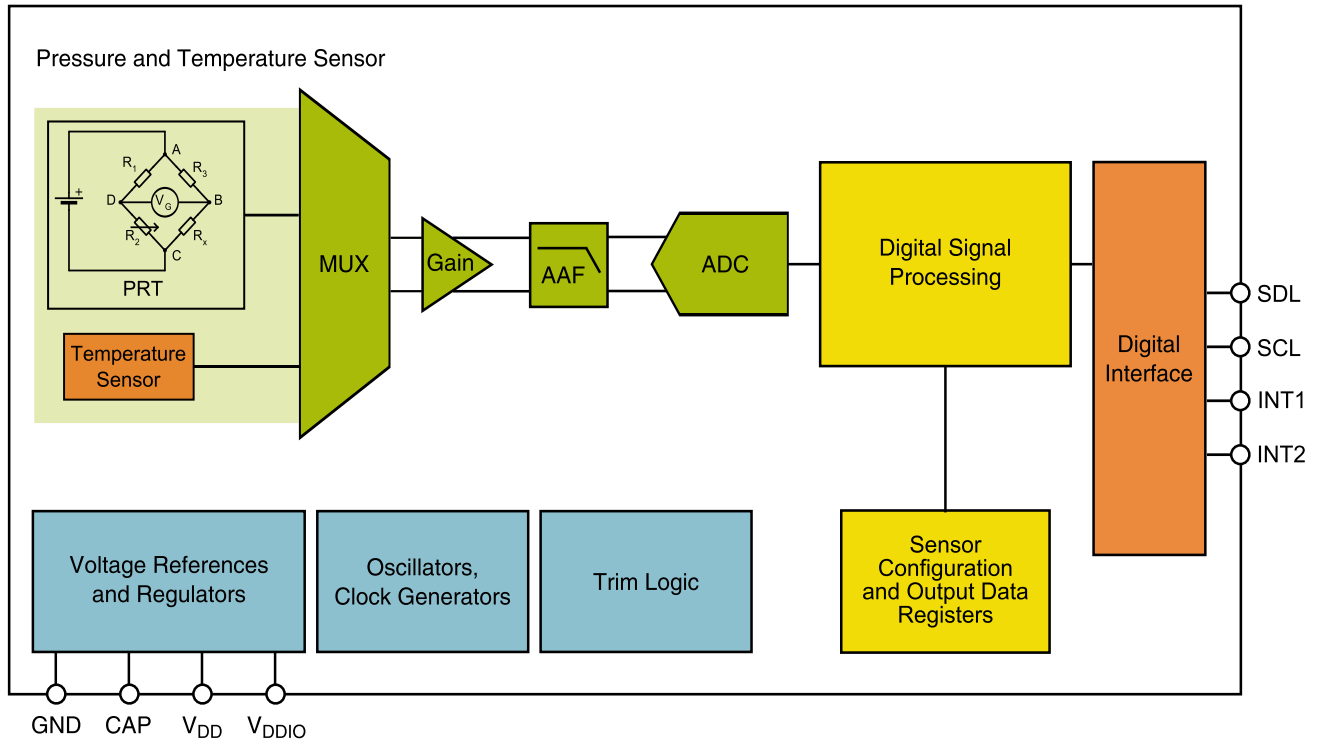 Pressure and Temperature Sensor
A
R1
R3
+
D
VG
B
R2
Rx
C
PRT
Temperature
Sensor
MUX
Gain
AAF
ADC
Digital Signal
Processing
Digital
Interface
SDL
SCL
INT1
INT2
Voltage References
and Regulators
Oscillators,
Clock Generators
Trim Logic
Sensor
Configuration
and Output Data
Registers
GND
CAP
VDD
VDDIO